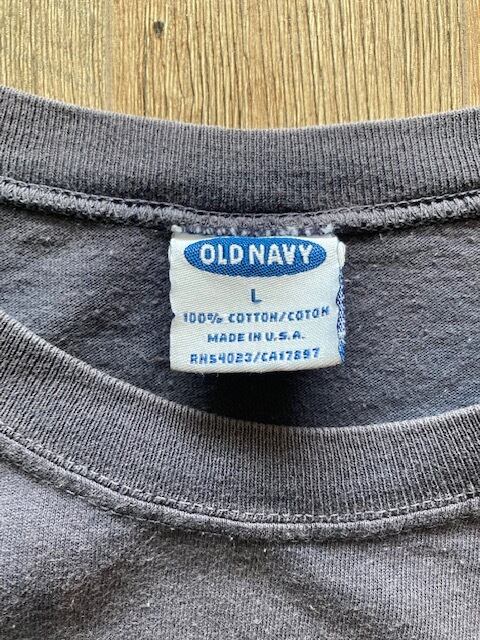 OLD NAVY
L
100% COTTON/COTON
MADE IN U.S.A.
RN54023/CA17897